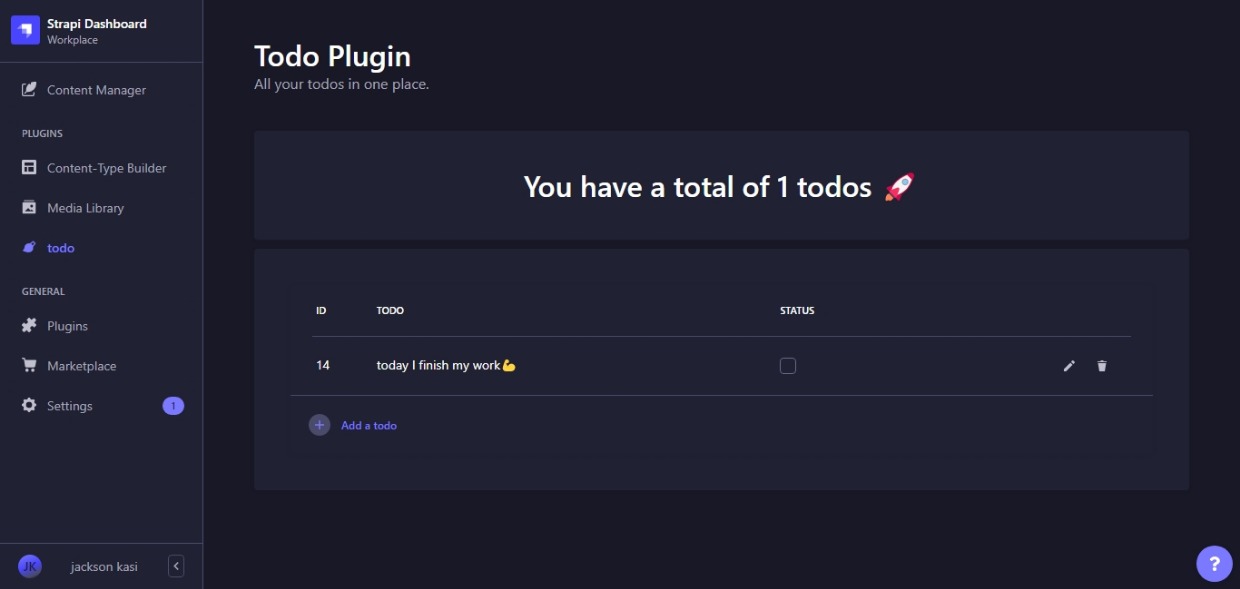 Strapi Dashboard
Workplace
Content Manager
PLUGINS
Content-Type Builder
Media Library
todo
GENERAL
Plugins
Marketplace
Settings 1
JK jackson kasi
Todo Plugin
All your todos in one place.
You have a total of 1 todos 🚀
ID TODO STATUS
14 today I finish my work💪
+ Add a todo
?